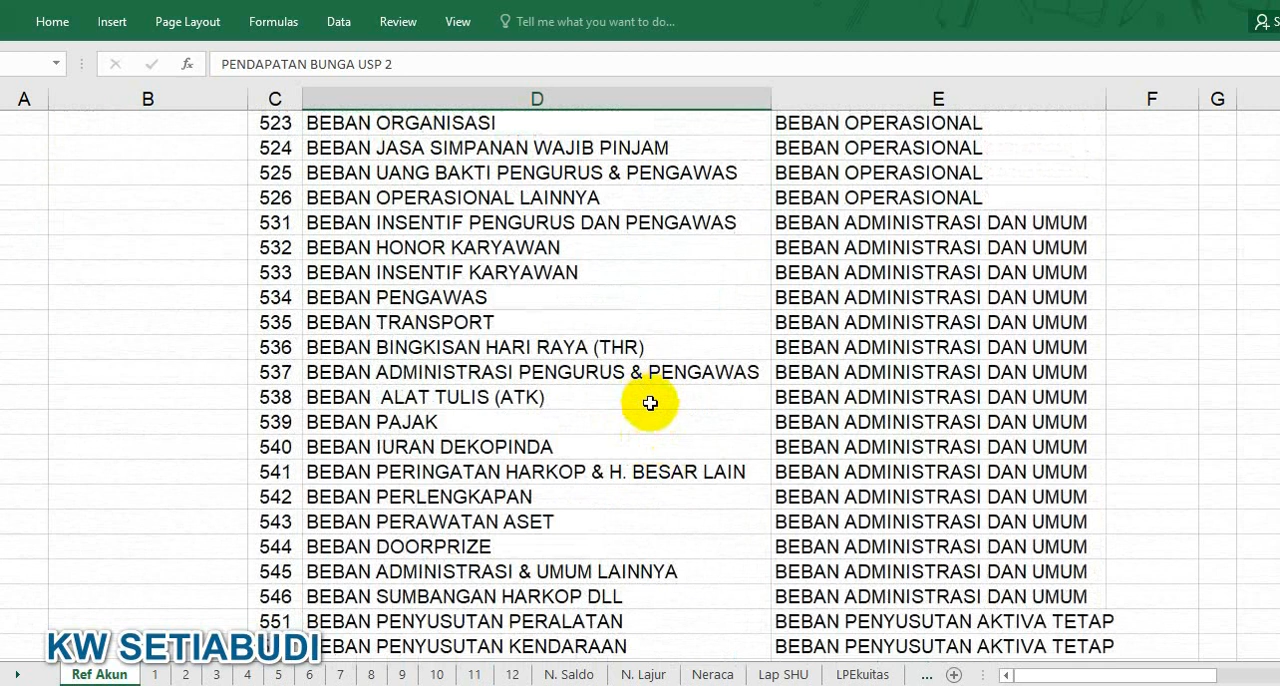 Home Insert Page Layout Formulas Data Review View Tell me what you want to do...
fx PENDAPATAN BUNGA USP 2
A B C D E F G
523 BEBAN ORGANISASI BEBAN OPERASIONAL
524 BEBAN JASA SIMPANAN WAJIB PINJAM BEBAN OPERASIONAL
525 BEBAN UANG BAKTI PENGURUS & PENGAWAS BEBAN OPERASIONAL
526 BEBAN OPERASIONAL LAINNYA BEBAN OPERASIONAL
531 BEBAN INSENTIF PENGURUS DAN PENGAWAS BEBAN ADMINISTRASI DAN UMUM
532 BEBAN HONOR KARYAWAN BEBAN ADMINISTRASI DAN UMUM
533 BEBAN INSENTIF KARYAWAN BEBAN ADMINISTRASI DAN UMUM
534 BEBAN PENGAWAS BEBAN ADMINISTRASI DAN UMUM
535 BEBAN TRANSPORT BEBAN ADMINISTRASI DAN UMUM
536 BEBAN BINGKISAN HARI RAYA (THR) BEBAN ADMINISTRASI DAN UMUM
537 BEBAN ADMINISTRASI PENGURUS & PENGAWAS BEBAN ADMINISTRASI DAN UMUM
538 BEBAN ALAT TULIS (ATK) BEBAN ADMINISTRASI DAN UMUM
539 BEBAN PAJAK BEBAN ADMINISTRASI DAN UMUM
540 BEBAN IURAN DEKOPINDA BEBAN ADMINISTRASI DAN UMUM
541 BEBAN PERINGATAN HARKOP & H. BESAR LAIN BEBAN ADMINISTRASI DAN UMUM
542 BEBAN PERLENGKAPAN BEBAN ADMINISTRASI DAN UMUM
543 BEBAN PERAWATAN ASET BEBAN ADMINISTRASI DAN UMUM
544 BEBAN DOORPRIZE BEBAN ADMINISTRASI DAN UMUM
545 BEBAN ADMINISTRASI & UMUM LAINNYA BEBAN ADMINISTRASI DAN UMUM
546 BEBAN SUMBANGAN HARKOP DLL BEBAN ADMINISTRASI DAN UMUM
551 BEBAN PENYUSUTAN PERALATAN BEBAN PENYUSUTAN AKTIVA TETAP
BEBAN PENYUSUTAN KENDARAAN BEBAN PENYUSUTAN AKTIVA TETAP
KW SETIABUDI
Ref Akun 1 2 3 4 5 6 7 8 9 10 11 12 N. Saldo N. Lajur Neraca Lap SHU LPEkuitas ...